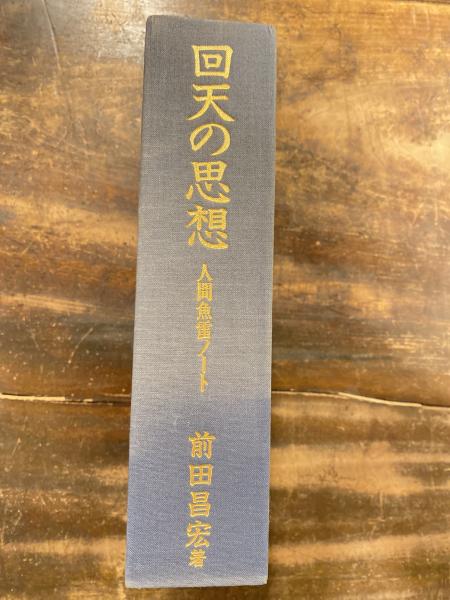 回天の思想
人間魚雷ノート
前田昌宏著